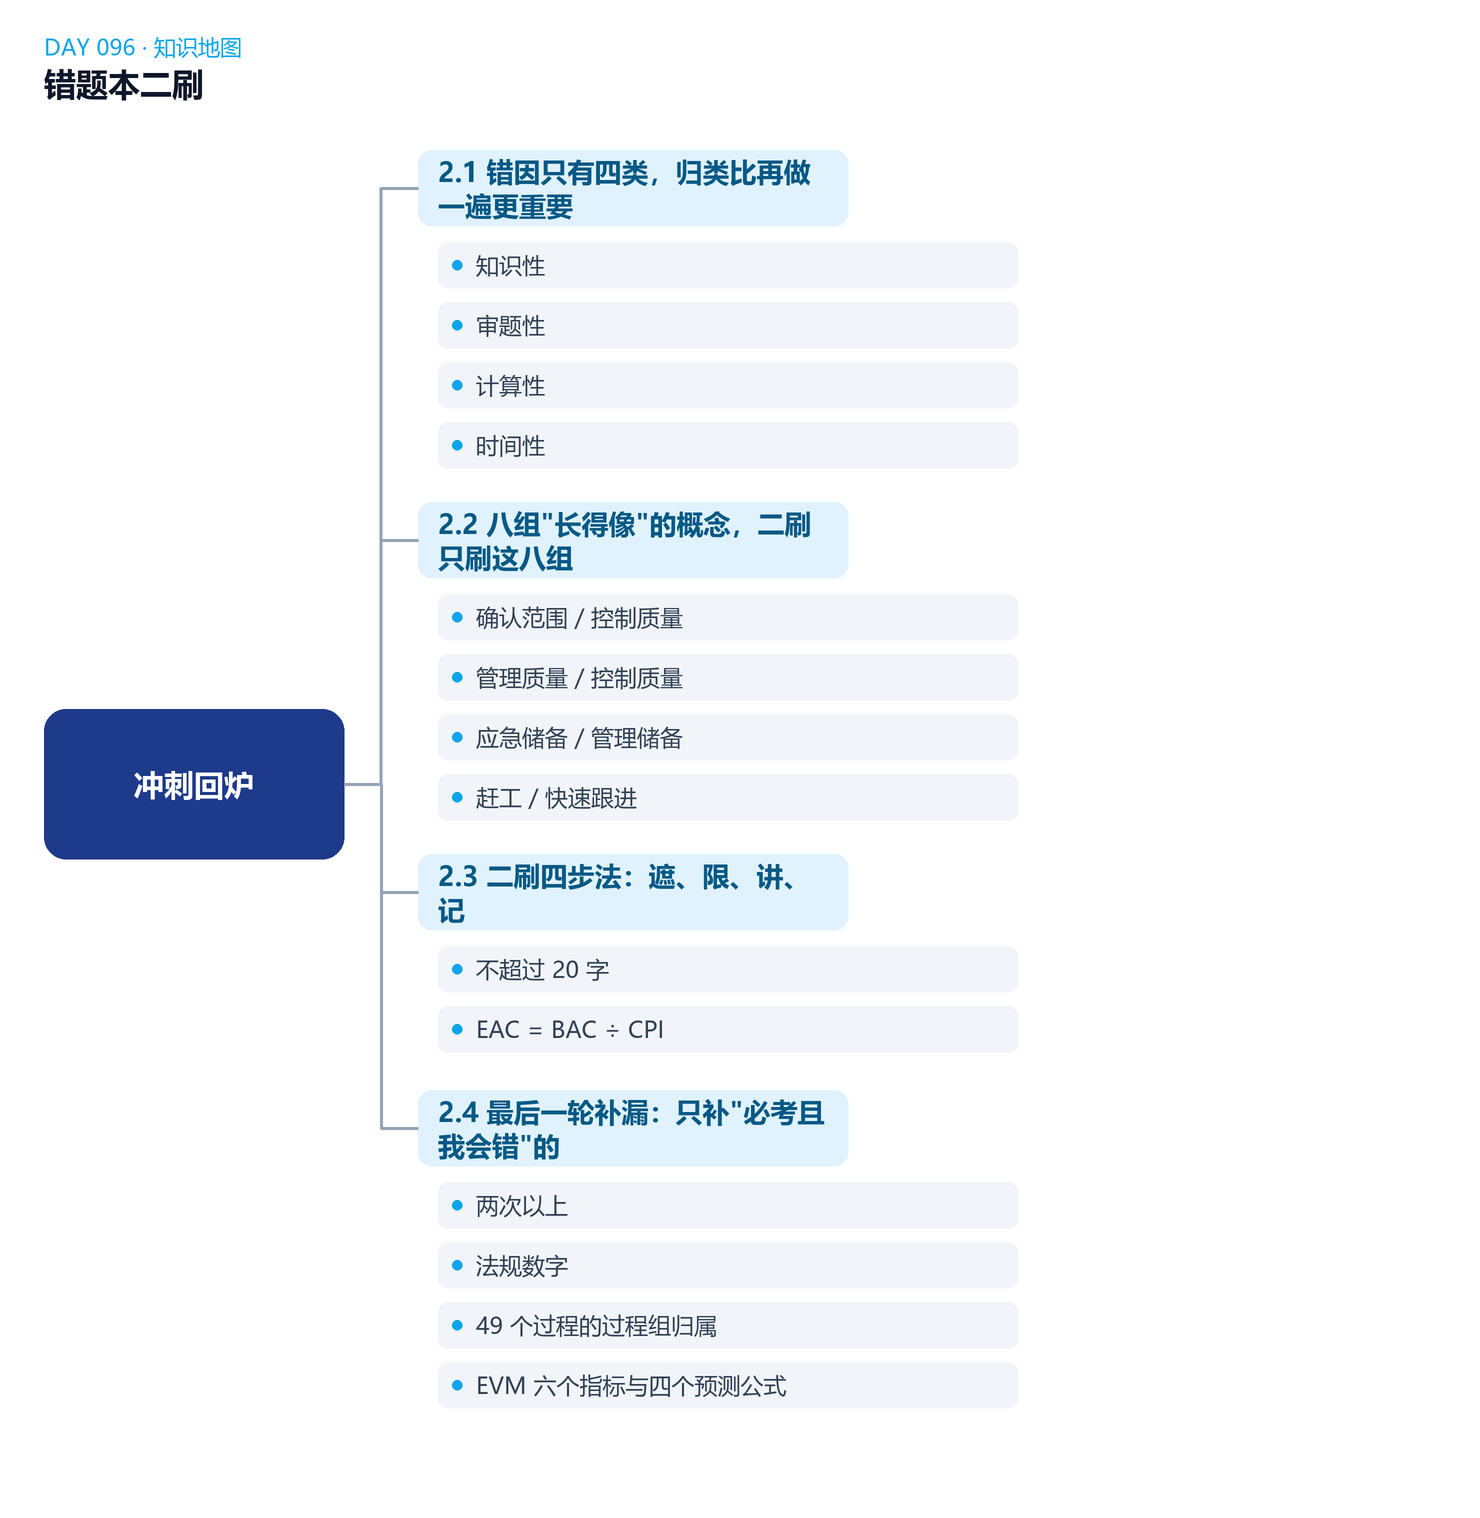 DAY 096 · 知识地图
错题本二刷
2.1 错因只有四类，归类比再做
一遍更重要
知识性
审题性
计算性
时间性
2.2 八组"长得像"的概念，二刷
只刷这八组
确认范围 / 控制质量
管理质量 / 控制质量
应急储备 / 管理储备
赶工 / 快速跟进
冲刺回炉
2.3 二刷四步法：遮、限、讲、
记
不超过 20 字
EAC = BAC ÷ CPI
2.4 最后一轮补漏：只补"必考且
我会错"的
两次以上
法规数字
49 个过程的过程组归属
EVM 六个指标与四个预测公式